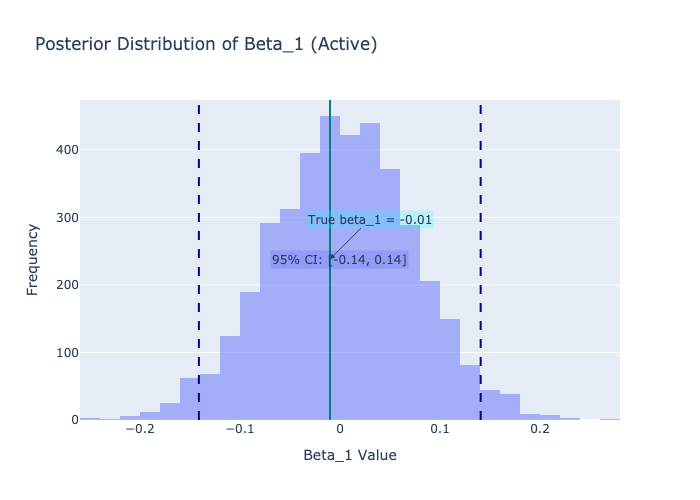 Posterior Distribution of Beta_1 (Active)
400
300
200
100
0
Frequency
True beta_1 = -0.01
95% CI: [-0.14, 0.14]
−0.2
−0.1
0
0.1
0.2
Beta_1 Value